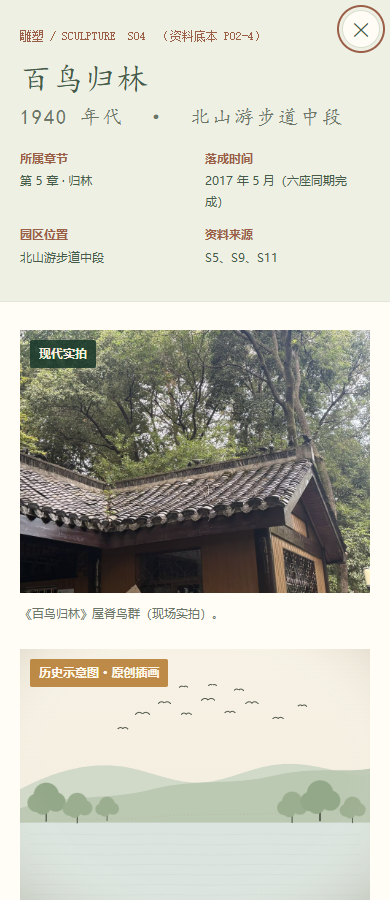 雕塑 / SCULPTURE S04 （资料底本 P02-4）
百鸟归林
1940 年代 • 北山游步道中段
所属章节
第 5 章 · 归林
落成时间
2017 年 5 月（六座同期完
成）
园区位置
北山游步道中段
资料来源
S5、S9、S11
现代实拍
《百鸟归林》屋脊鸟群（现场实拍）。
历史示意图 · 原创插画